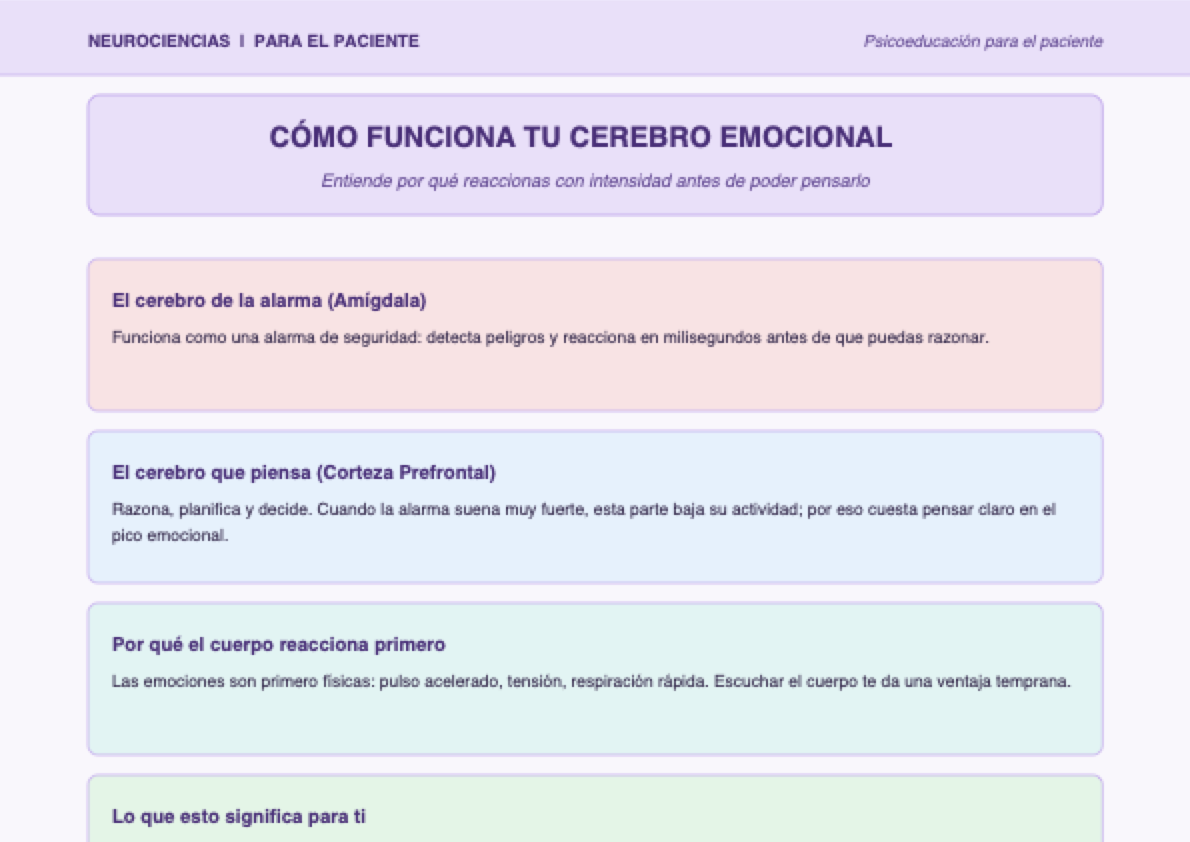 NEUROCIENCIAS | PARA EL PACIENTE
Psicoeducación para el paciente
CÓMO FUNCIONA TU CEREBRO EMOCIONAL
Entiende por qué reaccionas con intensidad antes de poder pensarlo
El cerebro de la alarma (Amígdala)
Funciona como una alarma de seguridad: detecta peligros y reacciona en milisegundos antes de que puedas razonar.
El cerebro que piensa (Corteza Prefrontal)
Razona, planifica y decide. Cuando la alarma suena muy fuerte, esta parte baja su actividad; por eso cuesta pensar claro en el
pico emocional.
Por qué el cuerpo reacciona primero
Las emociones son primero físicas: pulso acelerado, tensión, respiración rápida. Escuchar el cuerpo te da una ventaja temprana.
Lo que esto significa para ti